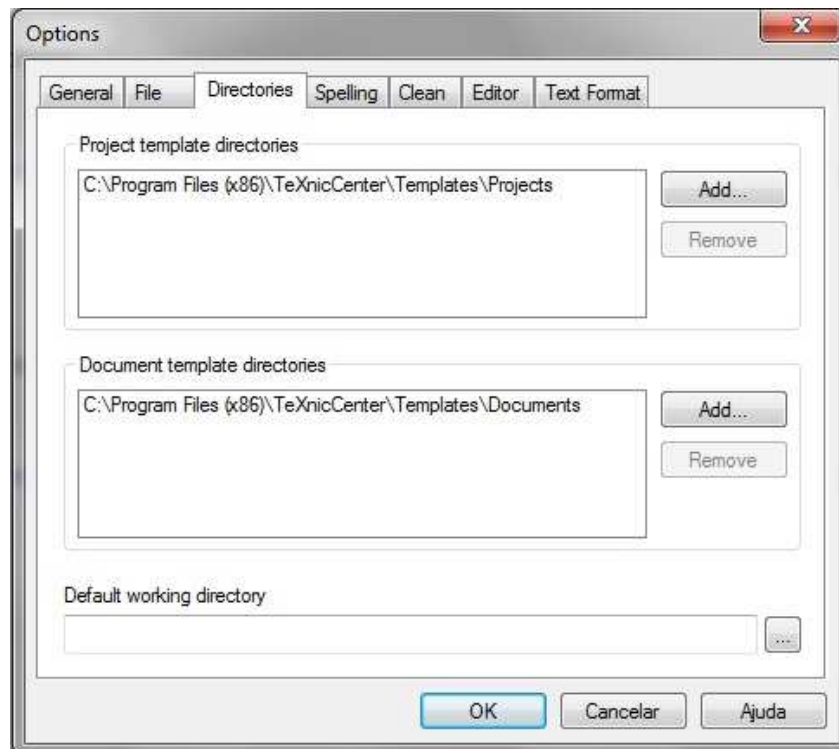 Options
General File Directories Spelling Clean Editor Text Format
Project template directories
C:\Program Files (x86)\TeXnicCenter\Templates\Projects
Add...
Remove
Document template directories
C:\Program Files (x86)\TeXnicCenter\Templates\Documents
Add...
Remove
Default working directory
...
OK Cancelar Ajuda